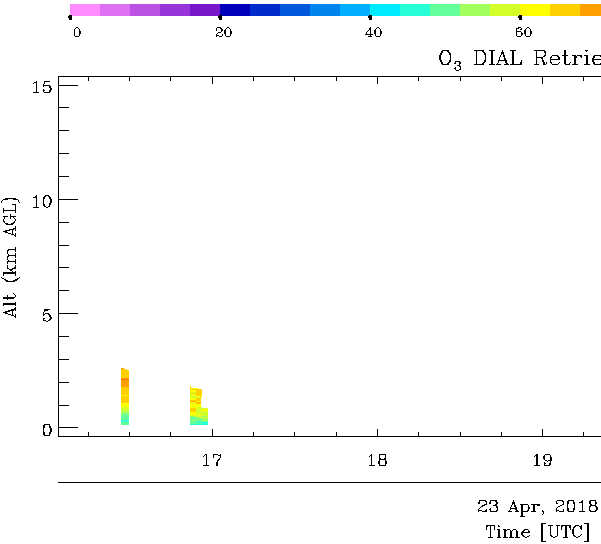 0 20 40 60
O3 DIAL Retrie
15
10
5
0
Alt (km AGL)
17 18 19
23 Apr, 2018
Time [UTC]